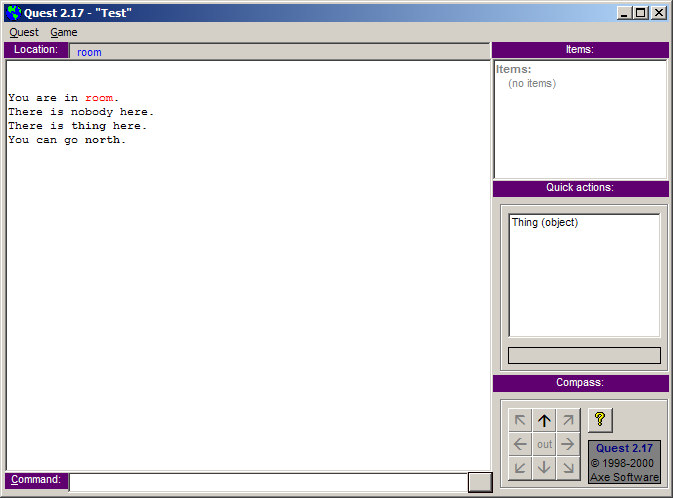 Quest 2.17 - "Test"
Quest Game
Location: room
You are in room.
There is nobody here.
There is thing here.
You can go north.
Command:
Items:
Items:
(no items)
Quick actions:
Thing (object)
Compass:
out
?
Quest 2.17
© 1998-2000
Axe Software